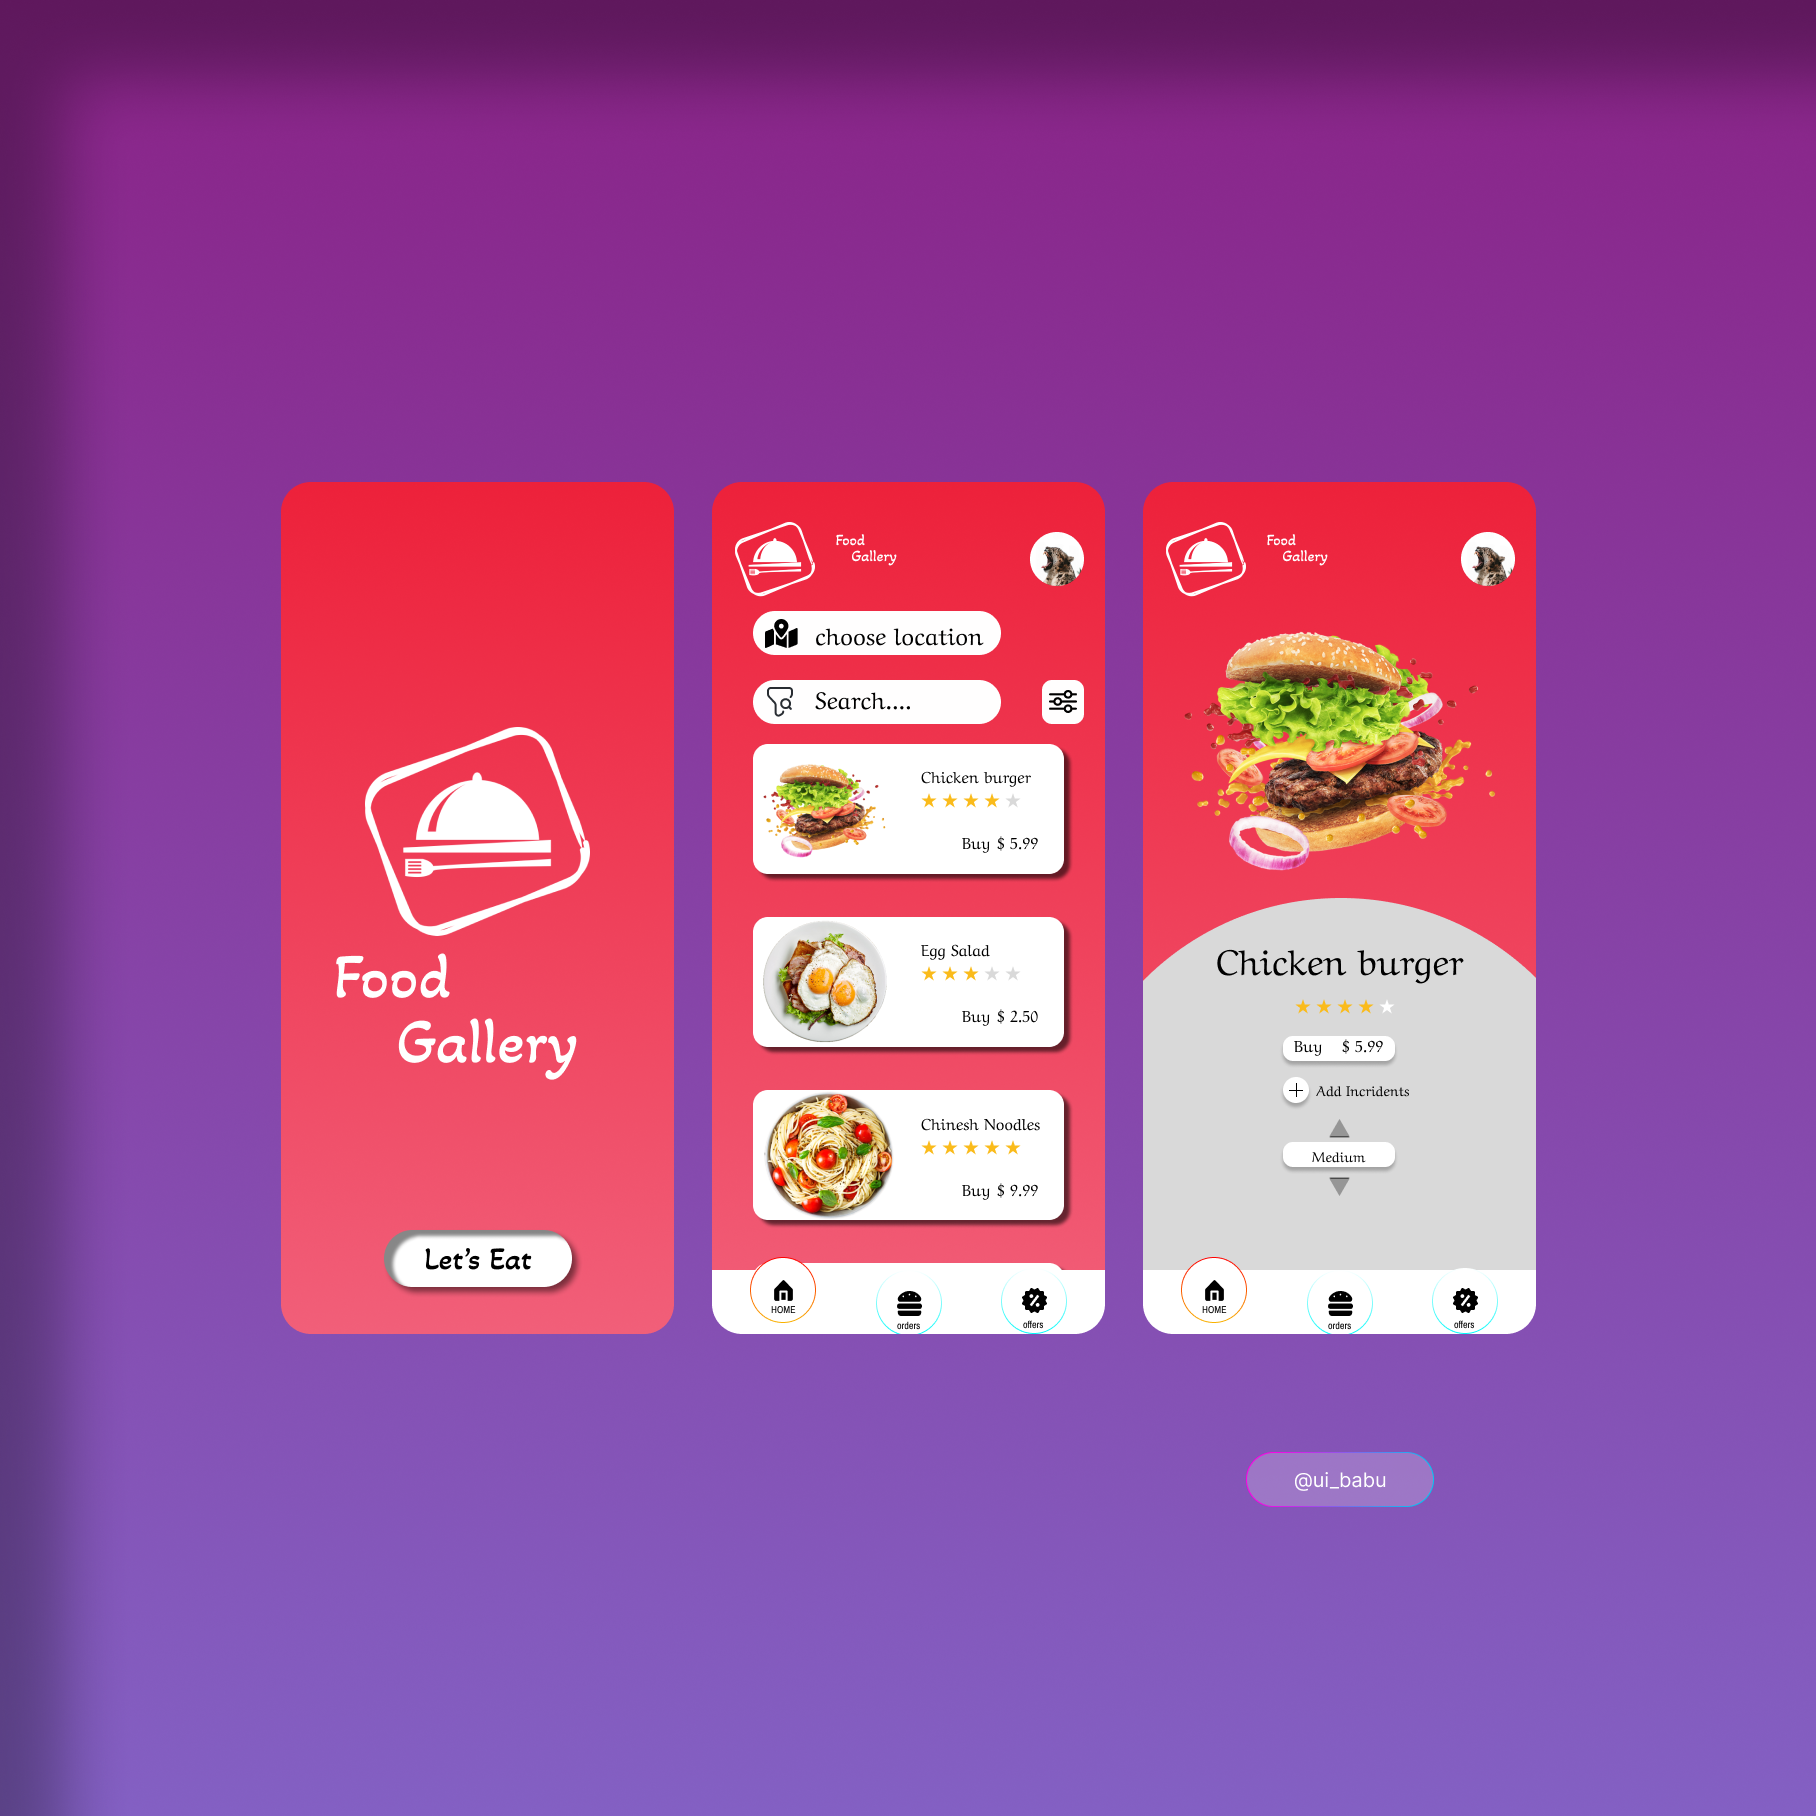 Food
Gallery
Let's Eat
Food
Gallery
choose location
Search....
Chicken burger
Buy $ 5.99
Egg Salad
Buy $ 2.50
Chinesh Noodles
Buy $ 9.99
HOME
orders
offers
Food
Gallery
Chicken burger
Buy $ 5.99
Add Incridents
Medium
HOME
orders
offers
@ui_babu